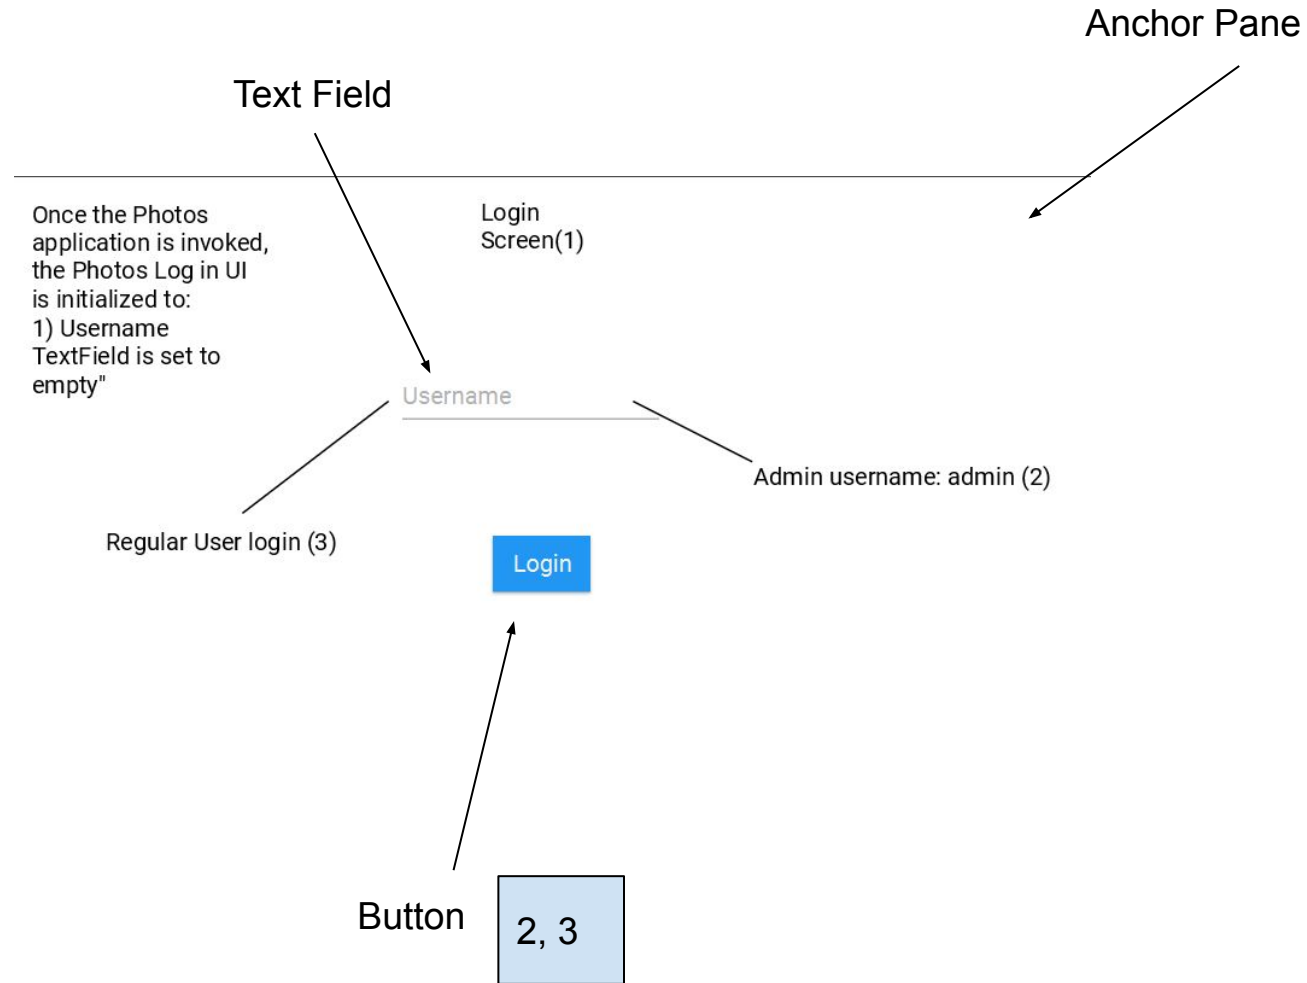 Anchor Pane
Text Field
Once the Photos
application is invoked,
the Photos Log in UI
is initialized to:
1) Username
TextField is set to
empty"
Login
Screen(1)
Username
Admin username: admin (2)
Regular User login (3)
Login
Button
2, 3